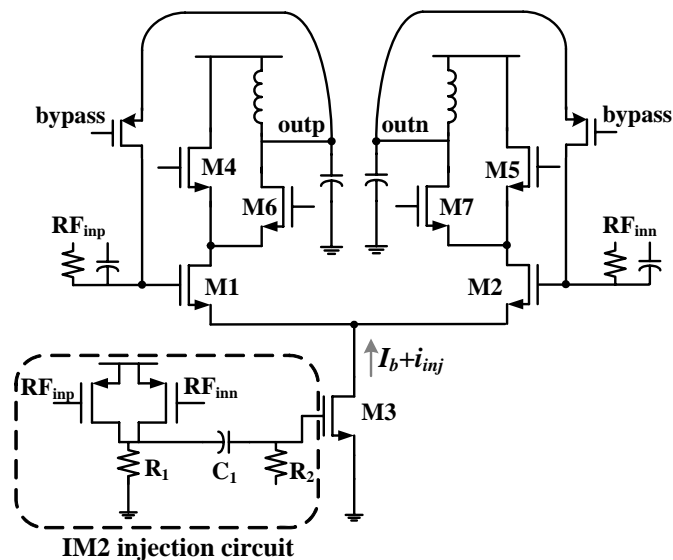 bypass
outp
outn
bypass
M4
M5
M6
M7
RFinp
RFinn
M1
M2
Ib+iinj
RFinp
RFinn
M3
R1
C1
R2
IM2 injection circuit